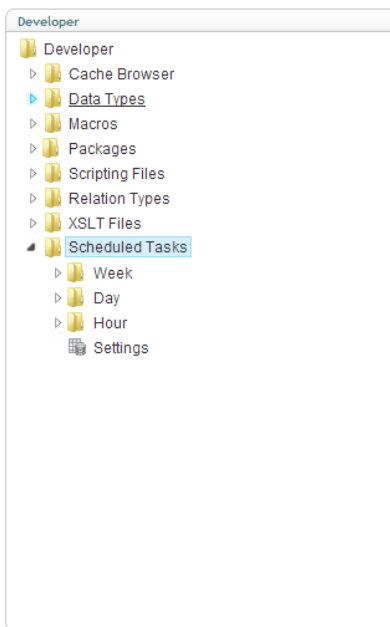 Developer
Developer
Cache Browser
Data Types
Macros
Packages
Scripting Files
Relation Types
XSLT Files
Scheduled Tasks
Week
Day
Hour
Settings